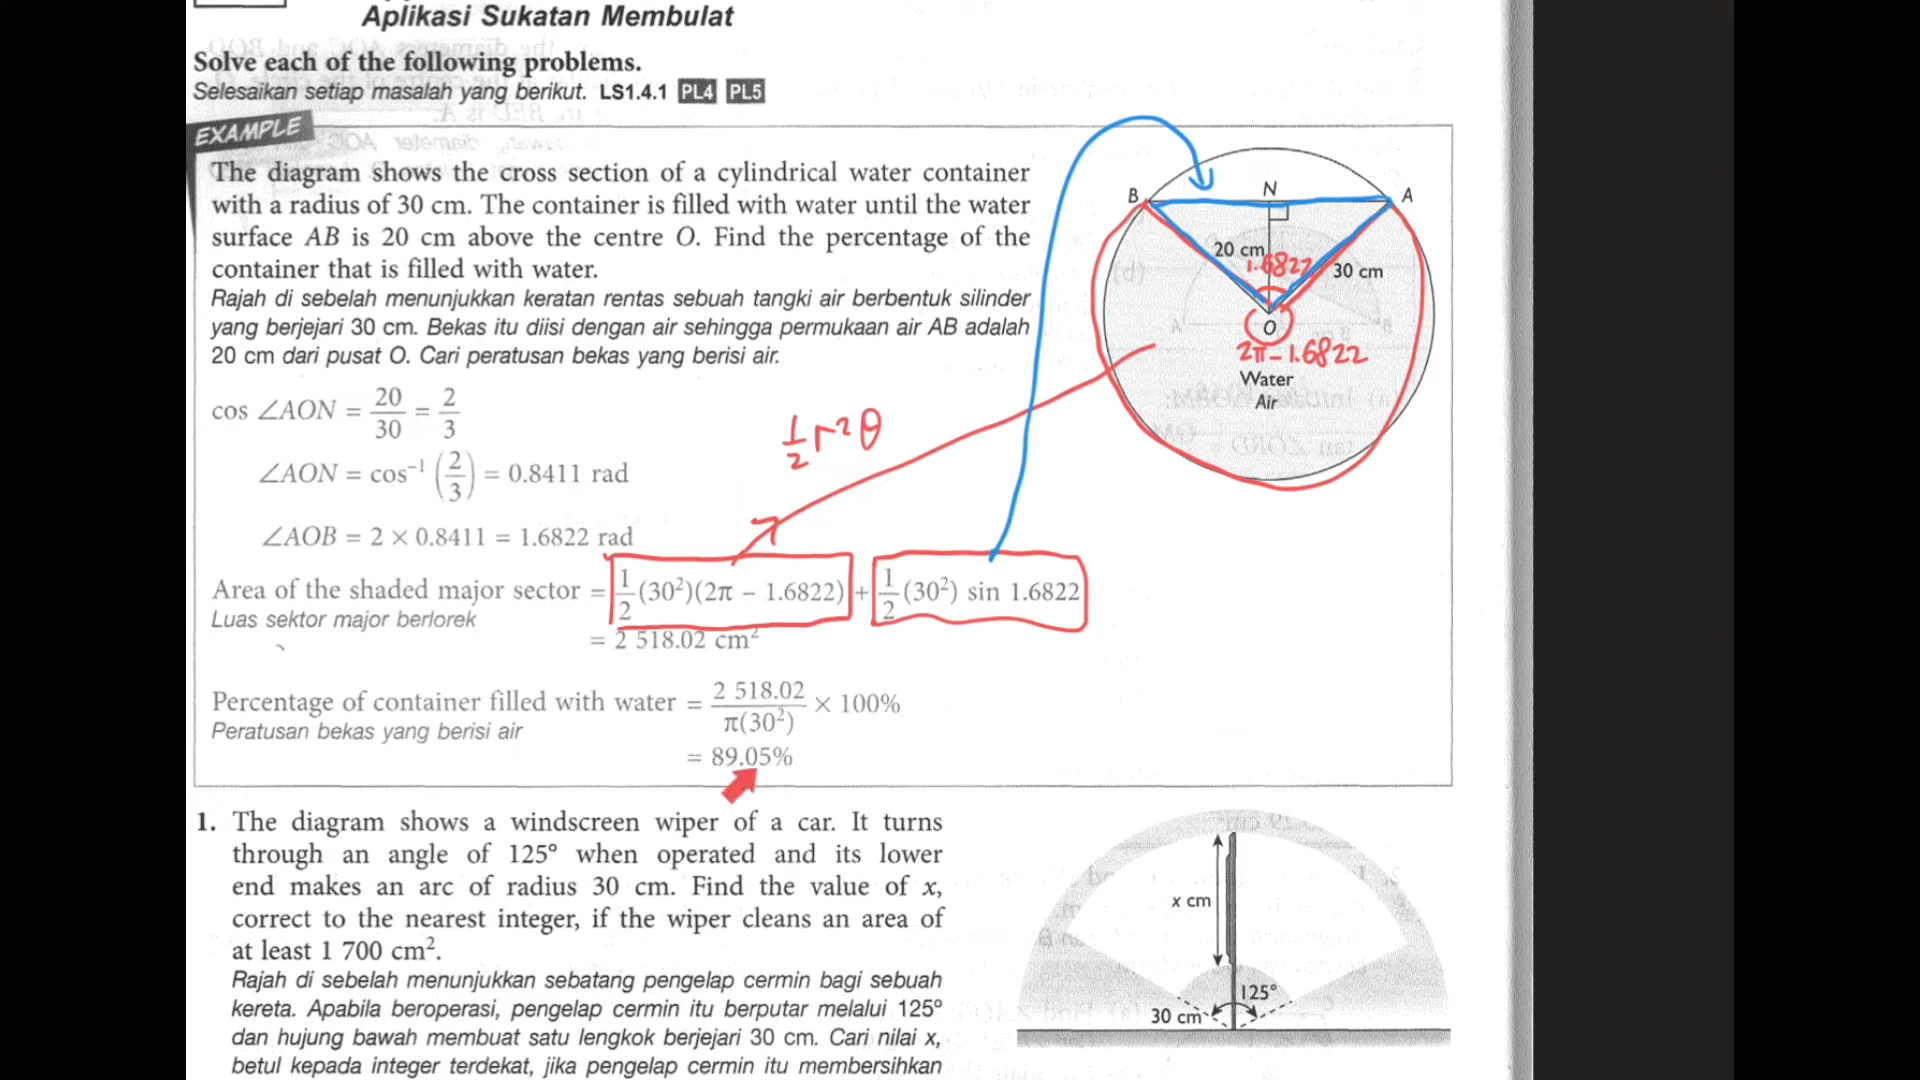 Aplikasi Sukatan Membulat
Solve each of the following problems.
Selesaikan setiap masalah yang berikut. LS1.4.1 PL4 PL5
EXAMPLE
The diagram shows the cross section of a cylindrical water container
with a radius of 30 cm. The container is filled with water until the water
surface AB is 20 cm above the centre O. Find the percentage of the
container that is filled with water.
Rajah di sebelah menunjukkan keratan rentas sebuah tangki air berbentuk silinder
yang berjejari 30 cm. Bekas itu diisi dengan air sehingga permukaan air AB adalah
20 cm dari pusat O. Cari peratusan bekas yang berisi air.
B N A
20 cm
1.6822
30 cm
O
2π – 1.6822
Water
Air
cos ∠AON = 20/30 = 2/3
½ r² θ
∠AON = cos⁻¹ (2/3) = 0.8411 rad
∠AOB = 2 × 0.8411 = 1.6822 rad
Area of the shaded major sector = 1/2 (30²)(2π – 1.6822) + 1/2 (30²) sin 1.6822
Luas sektor major berlorek
= 2 518.02 cm²
Percentage of container filled with water = 2 518.02/π(30²) × 100%
Peratusan bekas yang berisi air
= 89.05%
1. The diagram shows a windscreen wiper of a car. It turns
through an angle of 125° when operated and its lower
end makes an arc of radius 30 cm. Find the value of x,
correct to the nearest integer, if the wiper cleans an area of
at least 1 700 cm².
Rajah di sebelah menunjukkan sebatang pengelap cermin bagi sebuah
kereta. Apabila beroperasi, pengelap cermin itu berputar melalui 125°
dan hujung bawah membuat satu lengkok berjejari 30 cm. Cari nilai x,
betul kepada integer terdekat, jika pengelap cermin itu membersihkan
x cm
125°
30 cm